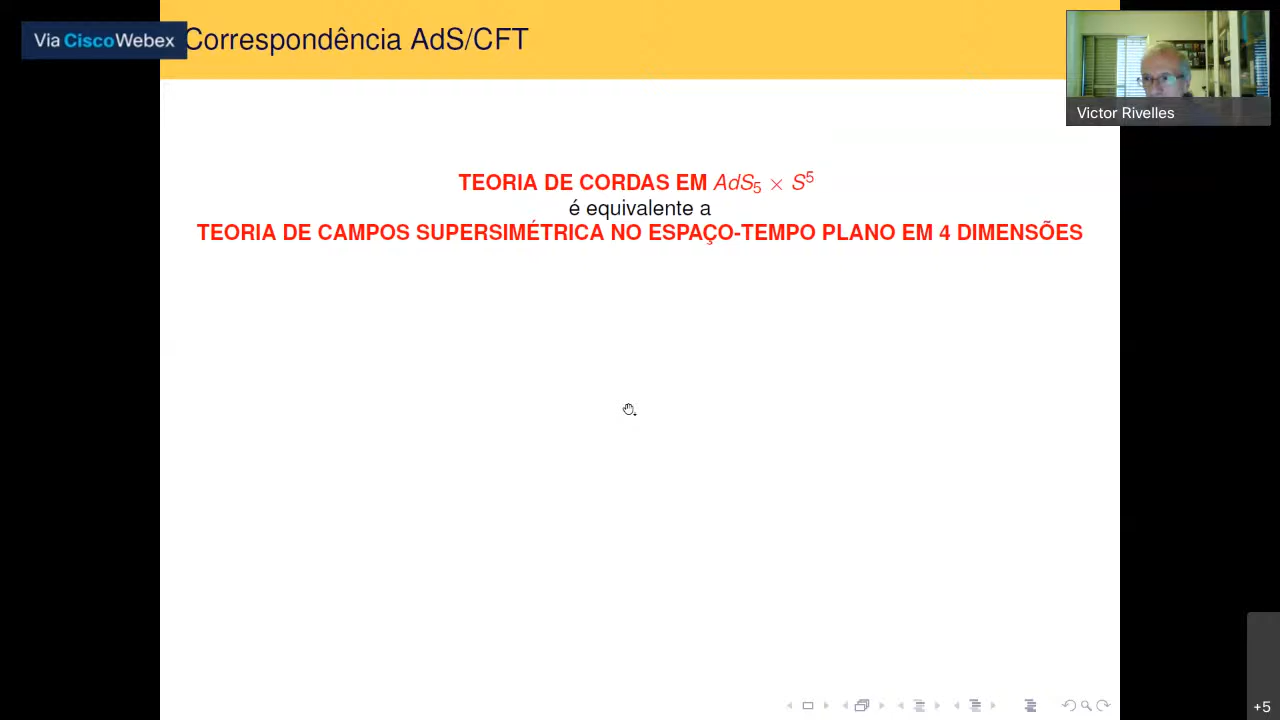 Via CiscoWebex
Correspondência AdS/CFT
Victor Rivelles
TEORIA DE CORDAS EM AdS₅ × S⁵
é equivalente a
TEORIA DE CAMPOS SUPERSIMÉTRICA NO ESPAÇO-TEMPO PLANO EM 4 DIMENSÕES
+5